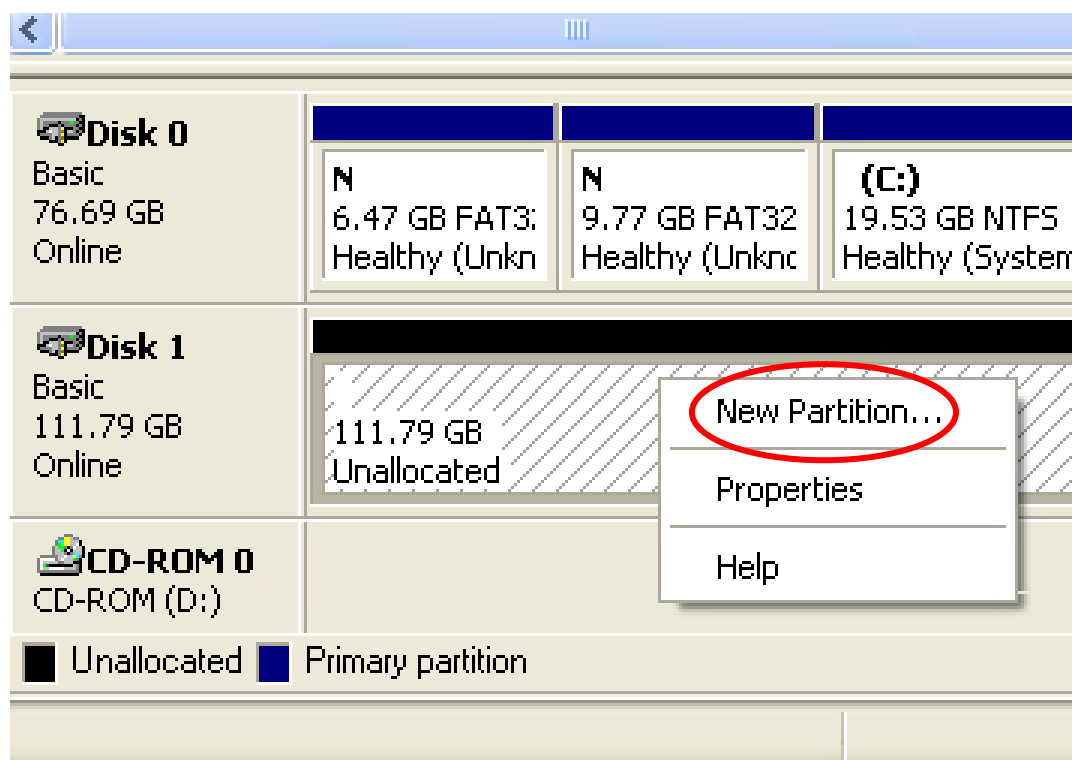 Disk 0
Basic
76.69 GB
Online
N
6.47 GB FAT3
Healthy (Unkn
N
9.77 GB FAT32
Healthy (Unknc
(C:)
19.53 GB NTFS
Healthy (System
Disk 1
Basic
111.79 GB
Online
111.79 GB
Unallocated
New Partition...
Properties
Help
CD-ROM 0
CD-ROM (D:)
Unallocated Primary partition